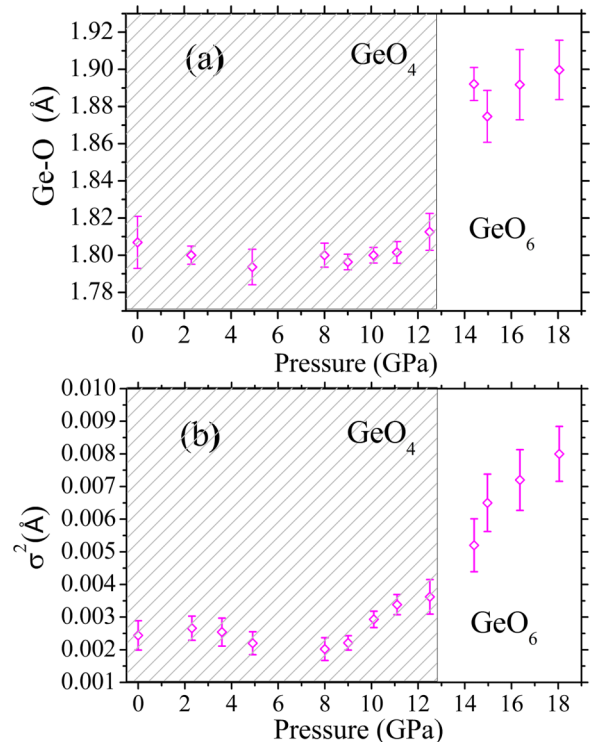 1.92
1.90
1.88
1.86
1.84
1.82
1.80
1.78
Ge-O (Å)
(a)
GeO₄
GeO₆
0 2 4 6 8 10 12 14 16 18
Pressure (GPa)
0.010
0.009
0.008
0.007
0.006
0.005
0.004
0.003
0.002
0.001
σ²(Å)
(b)
GeO₄
GeO₆
0 2 4 6 8 10 12 14 16 18
Pressure (GPa)